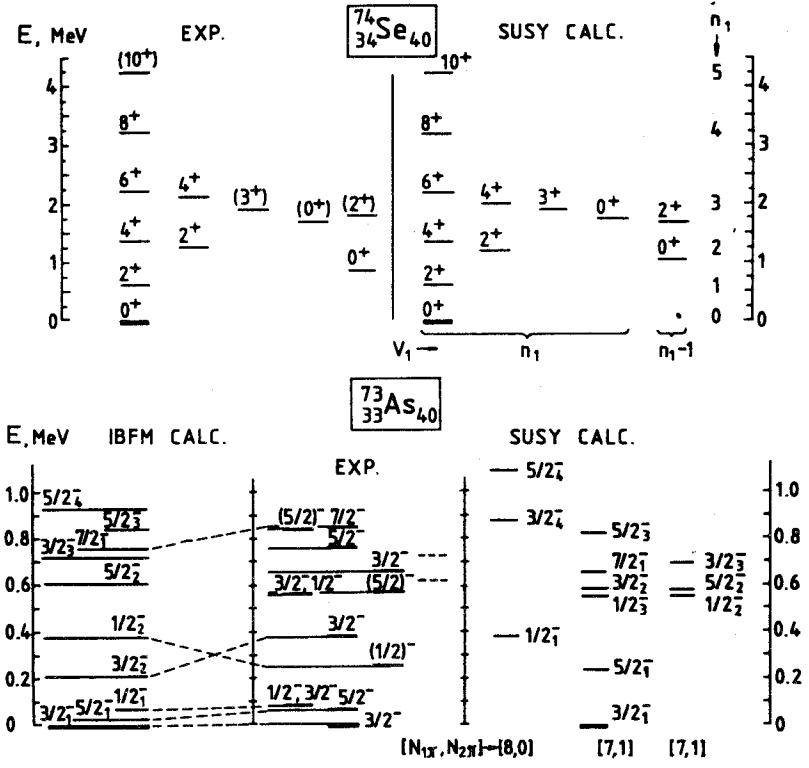 E, MeV EXP. ⁷⁴₃₄Se₄₀ SUSY CALC. n₁
(10⁺) 10⁺ 5
4 4
8⁺ 8⁺ 4
3 3
6⁺ 4⁺ (3⁺) (0⁺) (2⁺) 6⁺ 4⁺ 3⁺ 0⁺ 2⁺ 3
2 2
4⁺ 2⁺ 0⁺ 4⁺ 2⁺ 0⁺ 2
1 1
2⁺ 2⁺ 1
0⁺ 0⁺
0 0 0
V₁ → n₁ n₁-1
⁷³₃₃As₄₀
E, MeV IBFM CALC. SUSY CALC.
EXP.
5/2⁻₄
3/2⁻₄
1/2⁻₁
1.0 1.0
0.8 0.8
0.6 0.6
0.4 0.4
0.2 0.2
0 0
5/2⁻₄
5/2⁻₃
7/2⁻₁
3/2⁻₃
5/2⁻₂
1/2⁻₂
3/2⁻₂
1/2⁻₁
5/2⁻₁
3/2⁻₁
(5/2)⁻ 7/2⁻
5/2⁻
3/2⁻
3/2⁻, 1/2⁻ (5/2)⁻
3/2⁻
(1/2)⁻
1/2⁻, 3/2⁻ 5/2⁻
3/2⁻
5/2⁻₃
7/2⁻₁ 3/2⁻₃
3/2⁻₂ 5/2⁻₂
1/2⁻₃ 1/2⁻₂
5/2⁻₁
3/2⁻₁
[N₁π, N₂π]→[8,0] [7,1] [7,1]